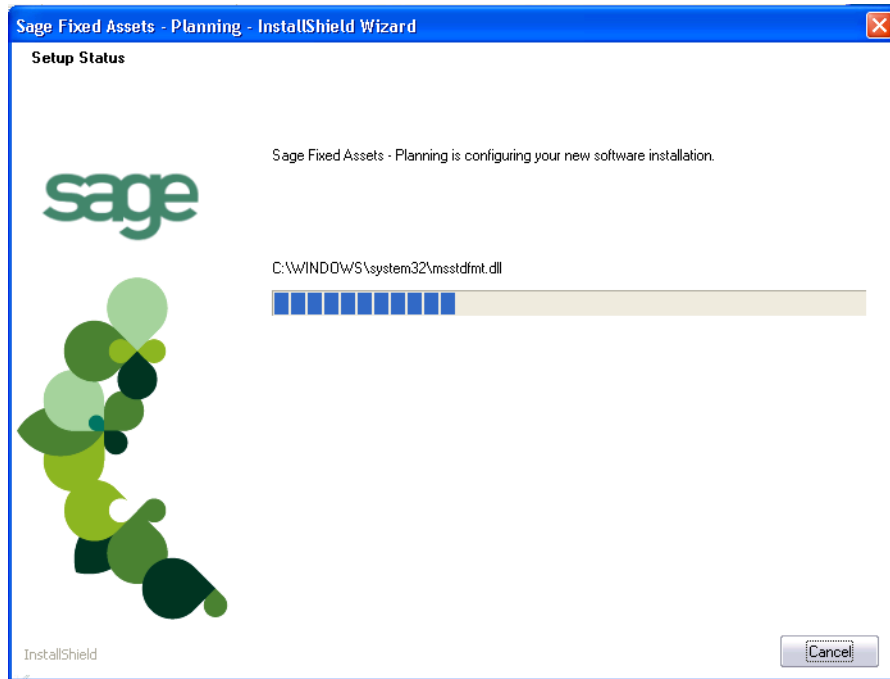 Sage Fixed Assets - Planning - InstallShield Wizard
Setup Status
Sage Fixed Assets - Planning is configuring your new software installation.
sage
C:\WINDOWS\system32\msstdfmt.dll
InstallShield
Cancel